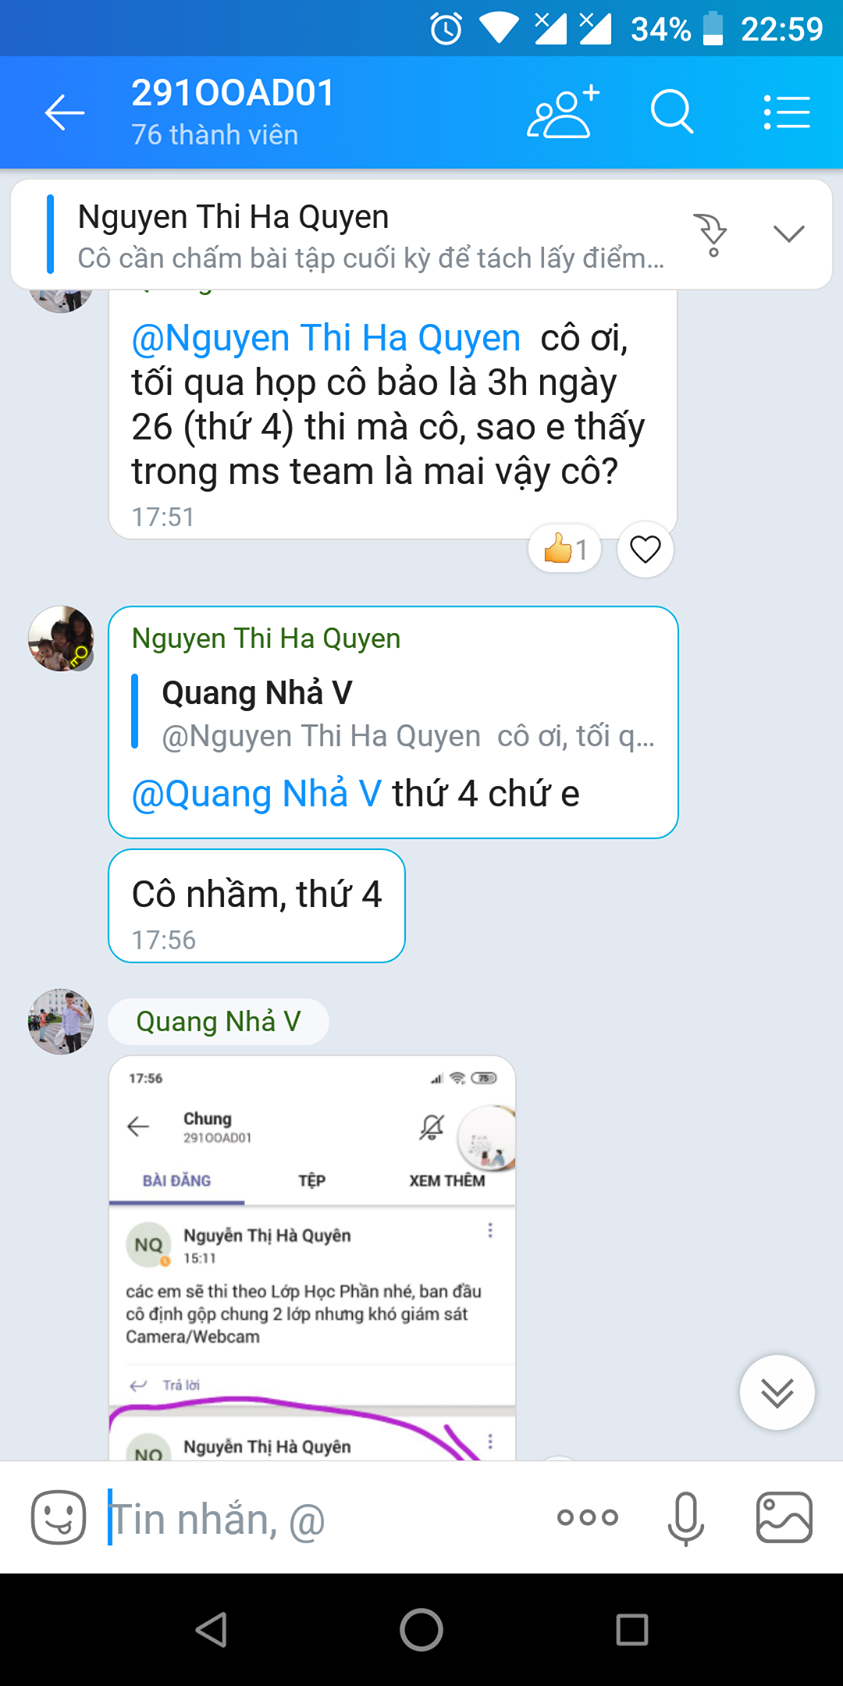 34% 22:59
291OOAD01
76 thành viên
Nguyen Thi Ha Quyen
Cô cần chấm bài tập cuối kỳ để tách lấy điểm...
@Nguyen Thi Ha Quyen cô ơi,
tối qua họp cô bảo là 3h ngày
26 (thứ 4) thi mà cô, sao e thấy
trong ms team là mai vậy cô?
17:51
1
Nguyen Thi Ha Quyen
Quang Nhả V
@Nguyen Thi Ha Quyen cô ơi, tối q...
@Quang Nhả V thứ 4 chứ e
Cô nhầm, thứ 4
17:56
Quang Nhả V
17:56 75
Chung
291OOAD01
BÀI ĐĂNG TỆP XEM THÊM
NQ Nguyễn Thị Hà Quyên
15:11
các em sẽ thi theo Lớp Học Phần nhé, ban đầu
cô định gộp chung 2 lớp nhưng khó giám sát
Camera/Webcam
Trả lời
NQ Nguyễn Thị Hà Quyên
Tin nhắn, @